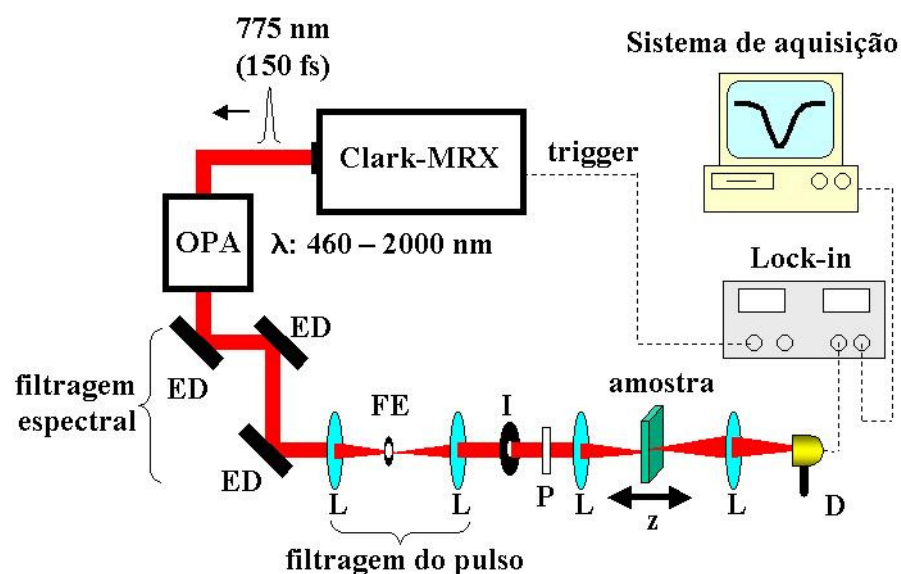 775 nm
(150 fs)
Sistema de aquisição
Clark-MRX
trigger
OPA
λ: 460 – 2000 nm
Lock-in
ED
ED
filtragem
espectral
amostra
FE
I
ED
L
L
P
L
z
L
D
filtragem do pulso